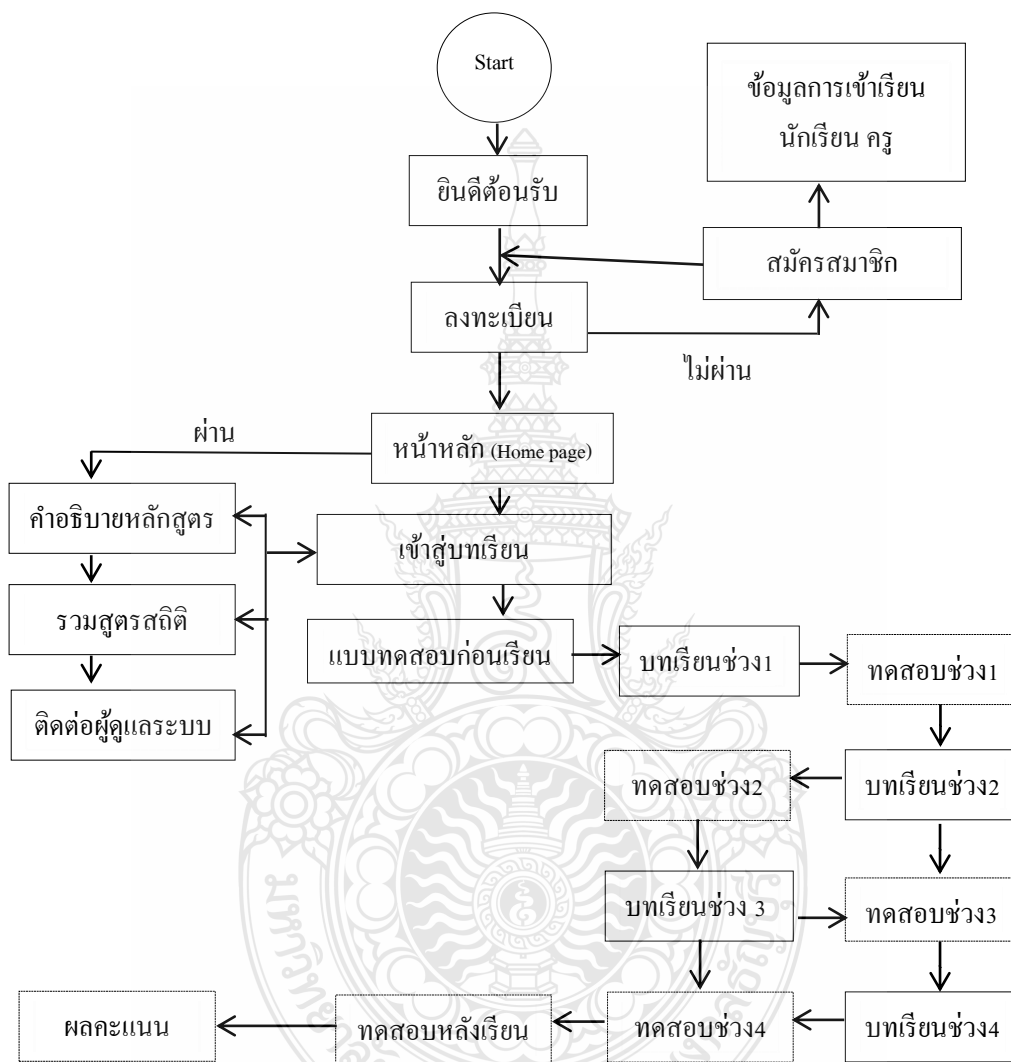 Start
ข้อมูลการเข้าเรียน
นักเรียน ครู
ยินดีต้อนรับ
สมัครสมาชิก
ลงทะเบียน
ไม่ผ่าน
ผ่าน
หน้าหลัก (Home page)
คำอธิบายหลักสูตร
เข้าสู่บทเรียน
รวมสูตรสถิติ
แบบทดสอบก่อนเรียน
บทเรียนช่วง1
ทดสอบช่วง1
ติดต่อผู้ดูแลระบบ
ทดสอบช่วง2
บทเรียนช่วง2
บทเรียนช่วง 3
ทดสอบช่วง3
ผลคะแนน
ทดสอบหลังเรียน
ทดสอบช่วง4
บทเรียนช่วง4